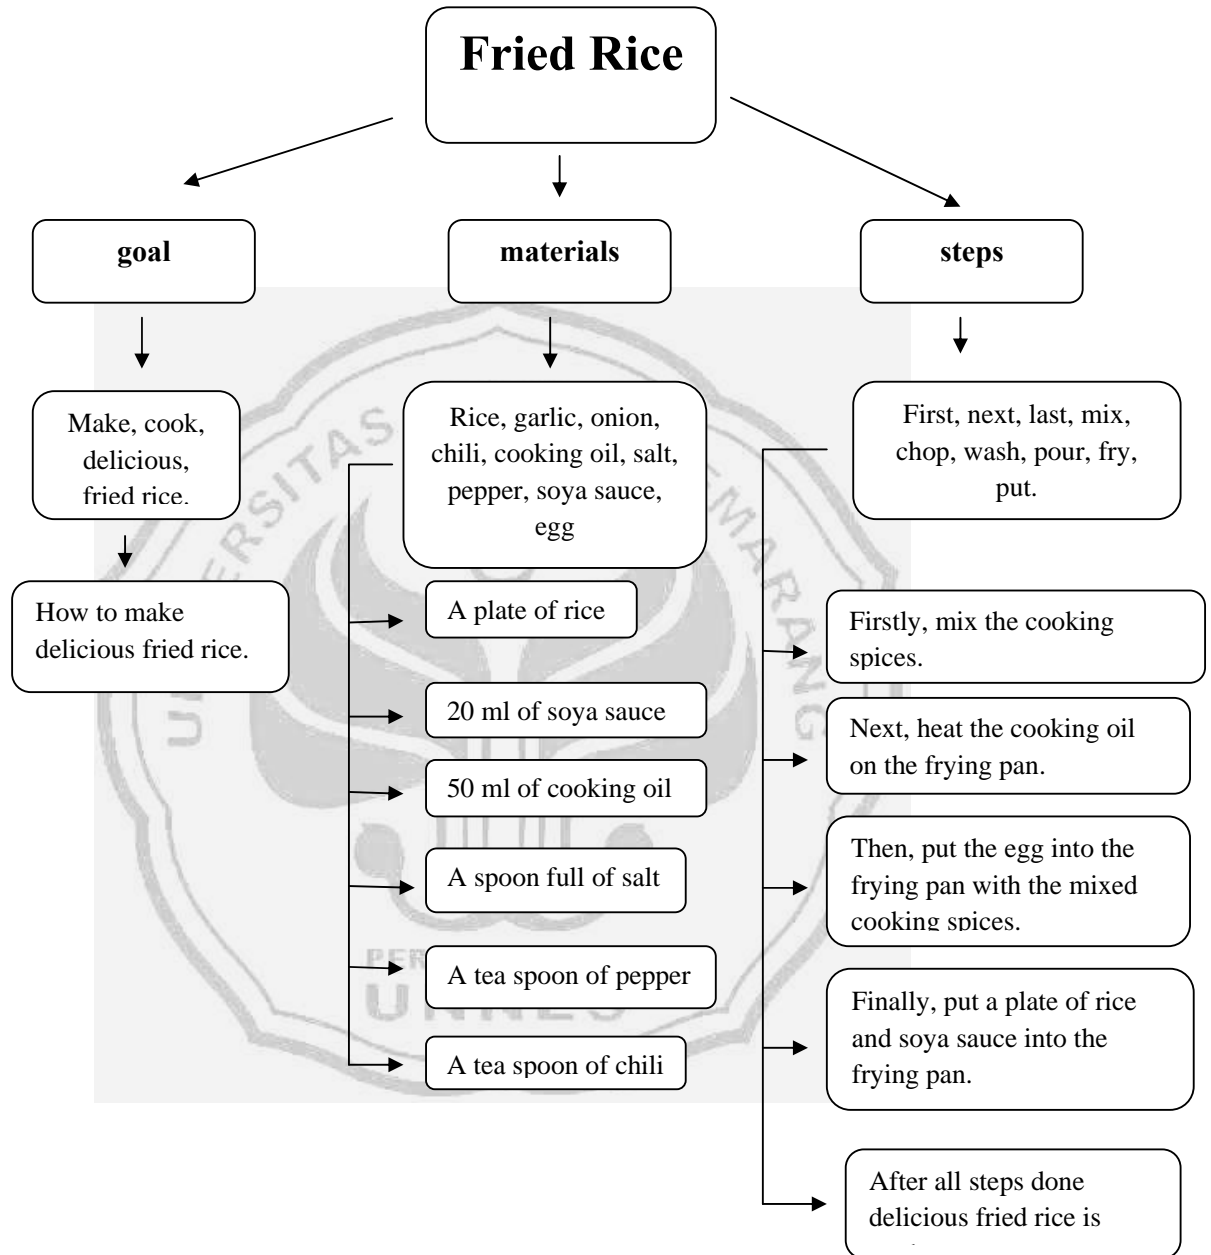 Fried Rice
goal
materials
steps
Make, cook,
delicious,
fried rice.
How to make
delicious fried rice.
Rice, garlic, onion,
chili, cooking oil, salt,
pepper, soya sauce,
egg
A plate of rice
20 ml of soya sauce
50 ml of cooking oil
A spoon full of salt
A tea spoon of pepper
A tea spoon of chili
First, next, last, mix,
chop, wash, pour, fry,
put.
Firstly, mix the cooking
spices.
Next, heat the cooking oil
on the frying pan.
Then, put the egg into the
frying pan with the mixed
cooking spices.
Finally, put a plate of rice
and soya sauce into the
frying pan.
After all steps done
delicious fried rice is
UNNES